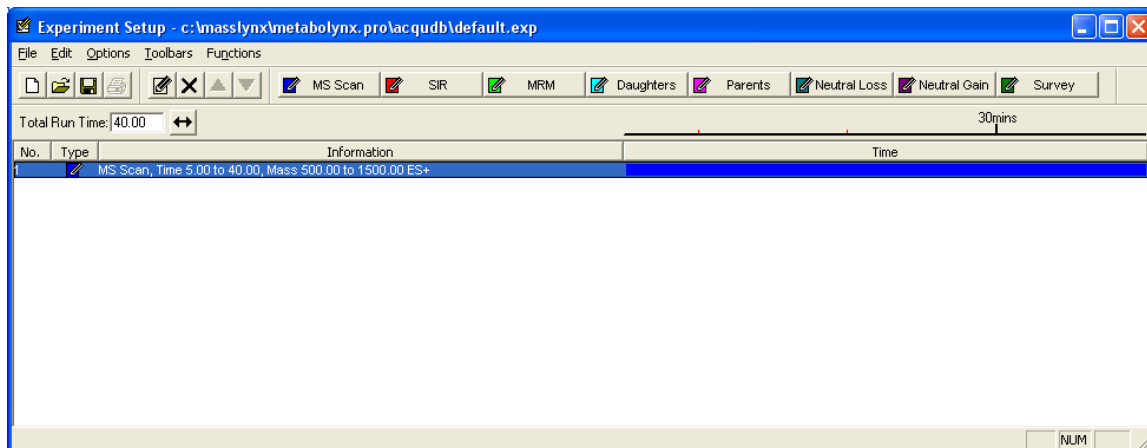 Experiment Setup - c:\masslynx\metabolynx.pro\acqudb\default.exp
File Edit Options Toolbars Functions
MS Scan SIR MRM Daughters Parents Neutral Loss Neutral Gain Survey
Total Run Time: 40.00 30mins
No. Type Information Time
1 MS Scan, Time 5.00 to 40.00, Mass 500.00 to 1500.00 ES+
NUM